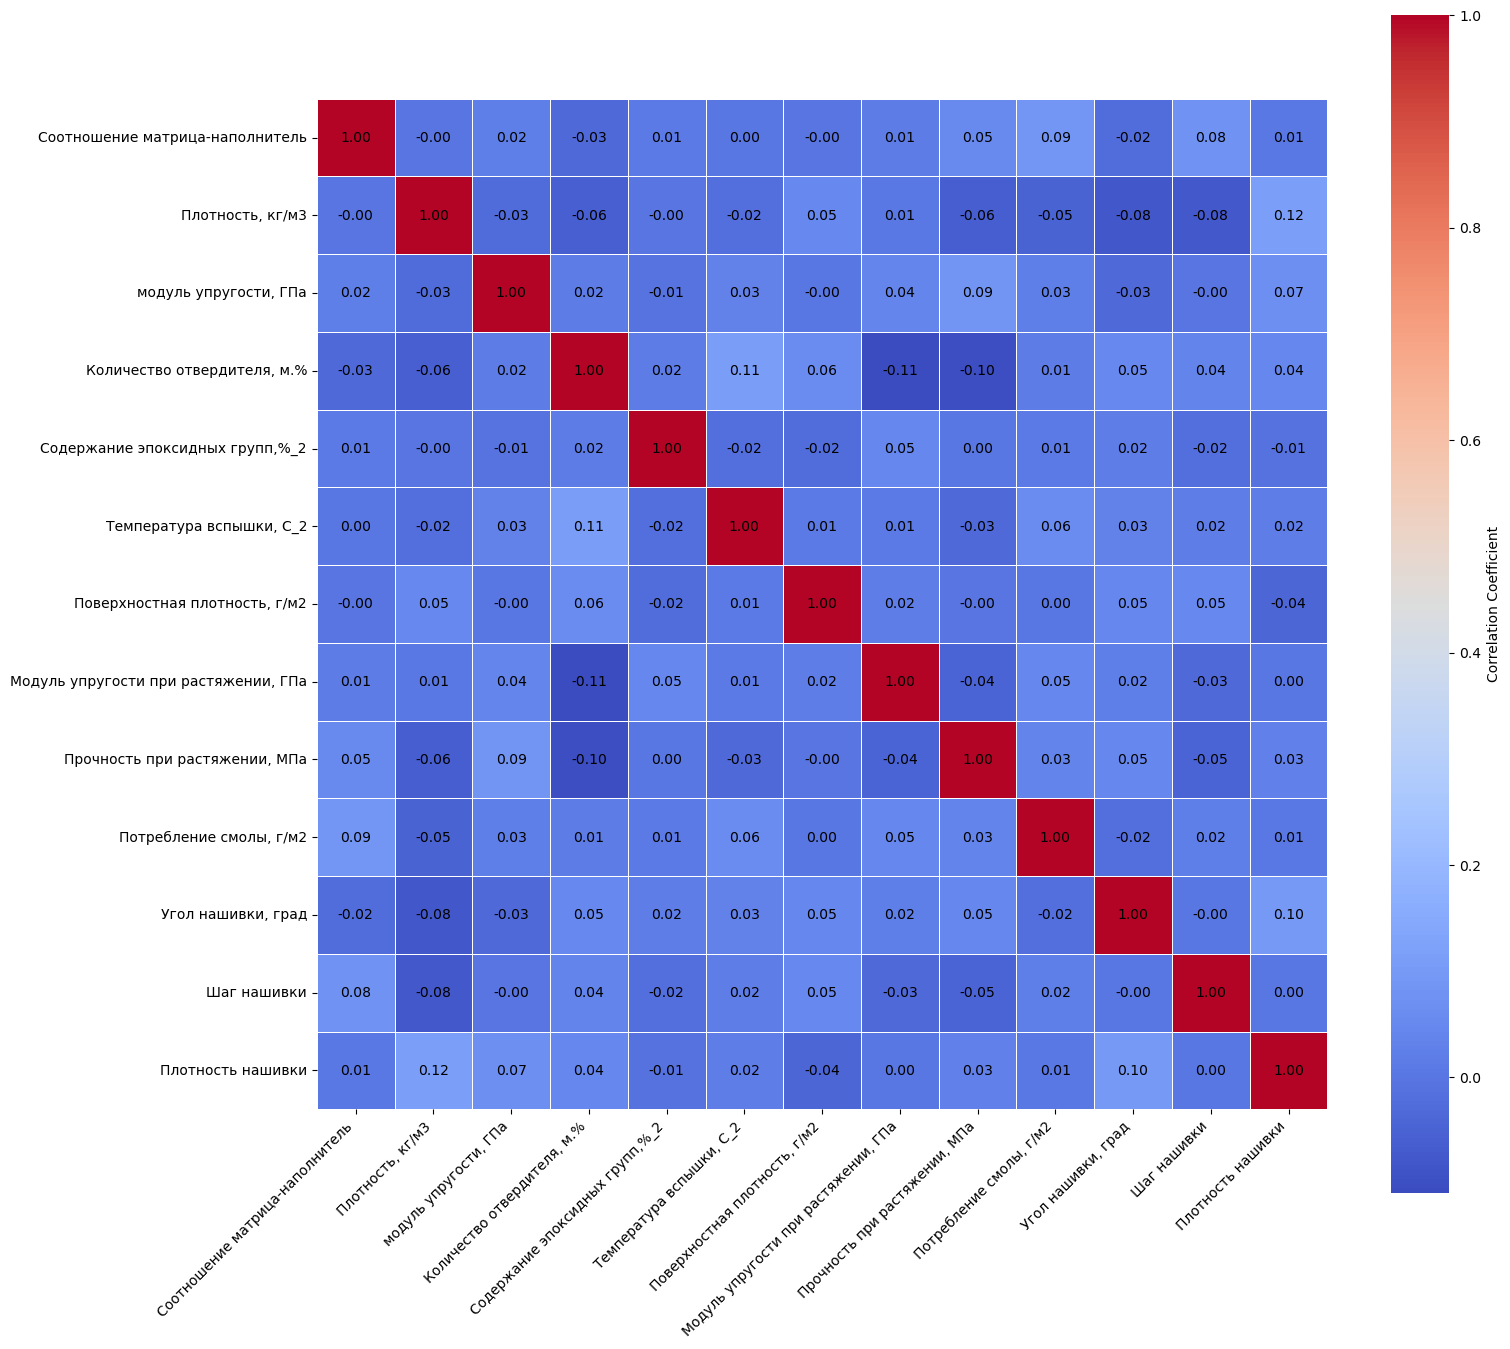 1.0
Соотношение матрица-наполнитель 1.00 -0.00 0.02 -0.03 0.01 0.00 -0.00 0.01 0.05 0.09 -0.02 0.08 0.01
Плотность, кг/м3 -0.00 1.00 -0.03 -0.06 -0.00 -0.02 0.05 0.01 -0.06 -0.05 -0.08 -0.08 0.12
0.8
модуль упругости, ГПа 0.02 -0.03 1.00 0.02 -0.01 0.03 -0.00 0.04 0.09 0.03 -0.03 -0.00 0.07
Количество отвердителя, м.% -0.03 -0.06 0.02 1.00 0.02 0.11 0.06 -0.11 -0.10 0.01 0.05 0.04 0.04
0.6
Содержание эпоксидных групп,%_2 0.01 -0.00 -0.01 0.02 1.00 -0.02 -0.02 0.05 0.00 0.01 0.02 -0.02 -0.01
Температура вспышки, С_2 0.00 -0.02 0.03 0.11 -0.02 1.00 0.01 0.01 -0.03 0.06 0.03 0.02 0.02
Correlation Coefficient
Поверхностная плотность, г/м2 -0.00 0.05 -0.00 0.06 -0.02 0.01 1.00 0.02 -0.00 0.00 0.05 0.05 -0.04
0.4
Модуль упругости при растяжении, ГПа 0.01 0.01 0.04 -0.11 0.05 0.01 0.02 1.00 -0.04 0.05 0.02 -0.03 0.00
Прочность при растяжении, МПа 0.05 -0.06 0.09 -0.10 0.00 -0.03 -0.00 -0.04 1.00 0.03 0.05 -0.05 0.03
Потребление смолы, г/м2 0.09 -0.05 0.03 0.01 0.01 0.06 0.00 0.05 0.03 1.00 -0.02 0.02 0.01
0.2
Угол нашивки, град -0.02 -0.08 -0.03 0.05 0.02 0.03 0.05 0.02 0.05 -0.02 1.00 -0.00 0.10
Шаг нашивки 0.08 -0.08 -0.00 0.04 -0.02 0.02 0.05 -0.03 -0.05 0.02 -0.00 1.00 0.00
Плотность нашивки 0.01 0.12 0.07 0.04 -0.01 0.02 -0.04 0.00 0.03 0.01 0.10 0.00 1.00
0.0
Соотношение матрица-наполнитель
Плотность, кг/м3
модуль упругости, ГПа
Количество отвердителя, м.%
Содержание эпоксидных групп,%_2
Температура вспышки, С_2
Поверхностная плотность, г/м2
Модуль упругости при растяжении, ГПа
Прочность при растяжении, МПа
Потребление смолы, г/м2
Угол нашивки, град
Шаг нашивки
Плотность нашивки